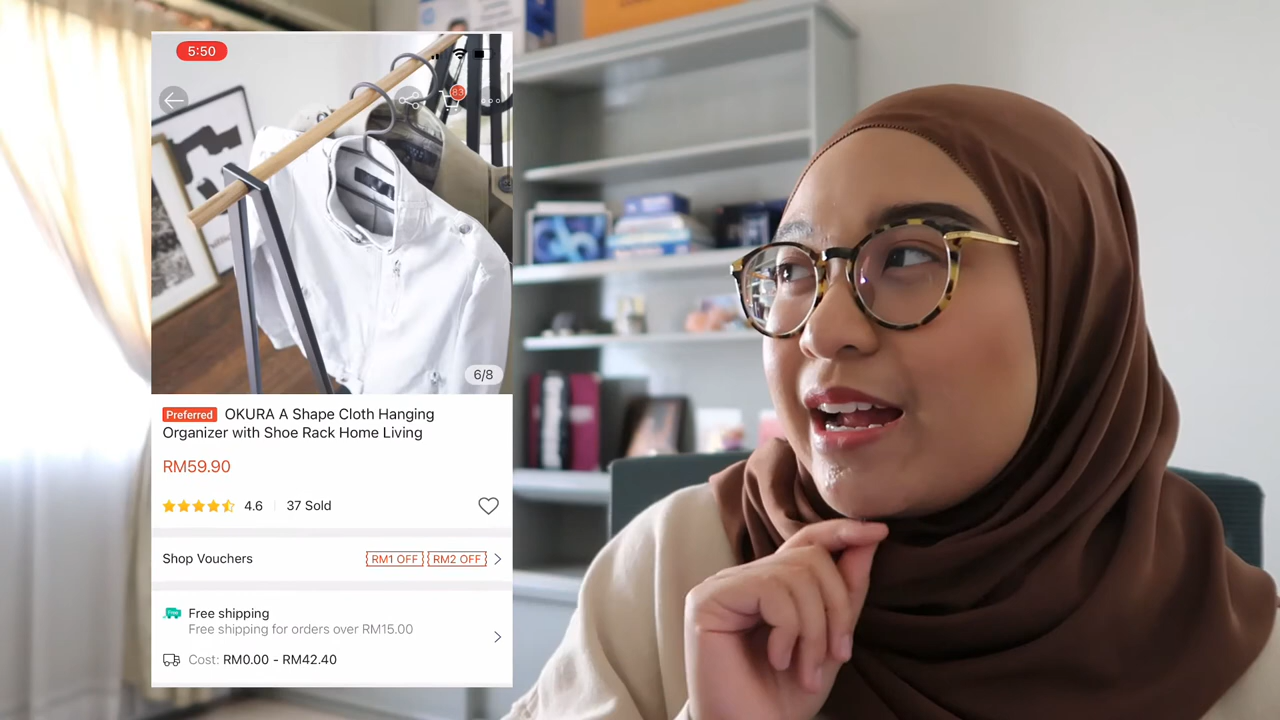 5:50
83
6/8
Preferred OKURA A Shape Cloth Hanging
Organizer with Shoe Rack Home Living
RM59.90
4.6 37 Sold
Shop Vouchers RM1 OFF RM2 OFF
Free Free shipping
Free shipping for orders over RM15.00
Cost: RM0.00 - RM42.40